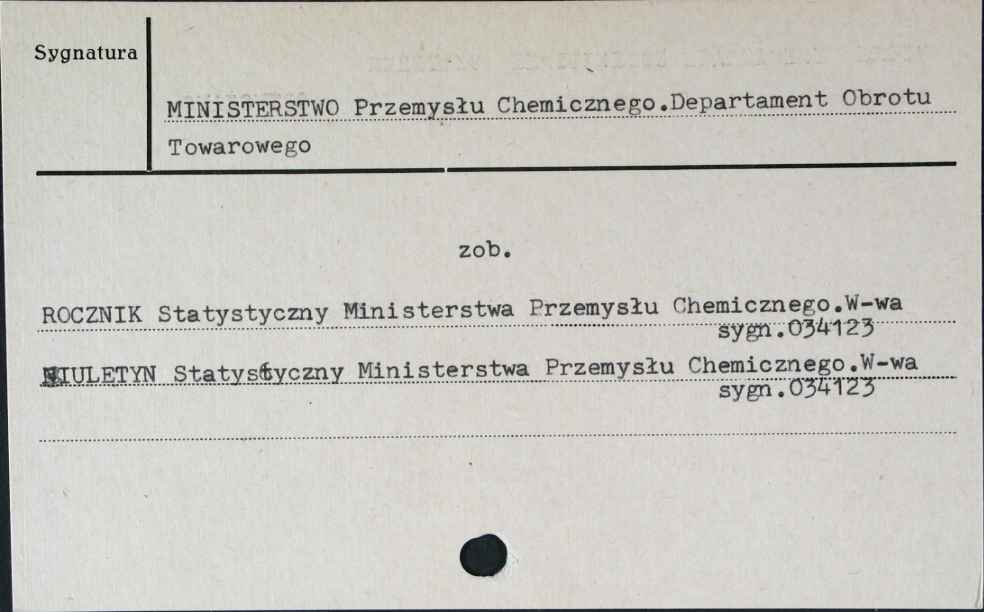 Sygnatura
MINISTERSTWO Przemysłu Chemicznego.Departament Obrotu
Towarowego
zob.
ROCZNIK Statystyczny Ministerstwa Przemysłu Chemicznego.W-wa
sygn.034123
BIULETYN Statystyczny Ministerstwa Przemysłu Chemicznego.W-wa
sygn.034123